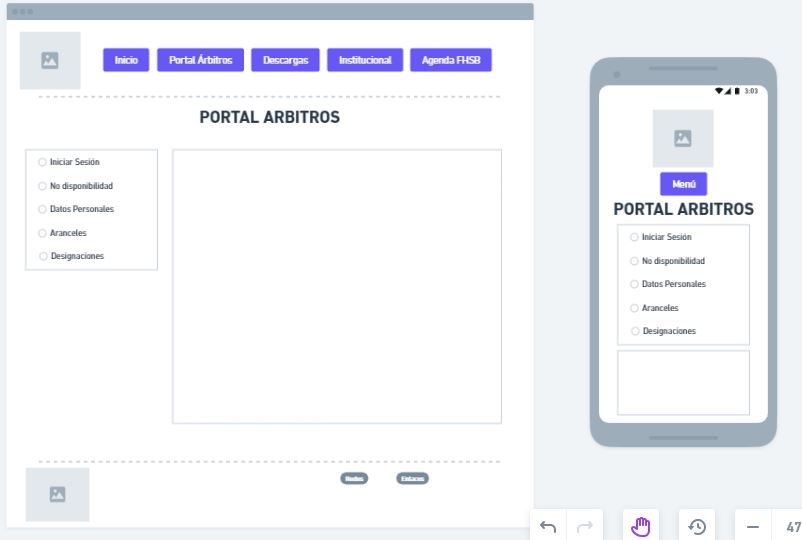 Inicio Portal Árbitros Descargas Institucional Agenda FHSB
PORTAL ARBITROS
Iniciar Sesión
No disponibilidad
Datos Personales
Aranceles
Designaciones
Enlaces
3:03
Menú
PORTAL ARBITROS
Iniciar Sesión
No disponibilidad
Datos Personales
Aranceles
Designaciones
47